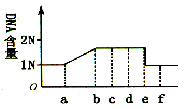 DNA含量
2N
1N
O
a b c d e f